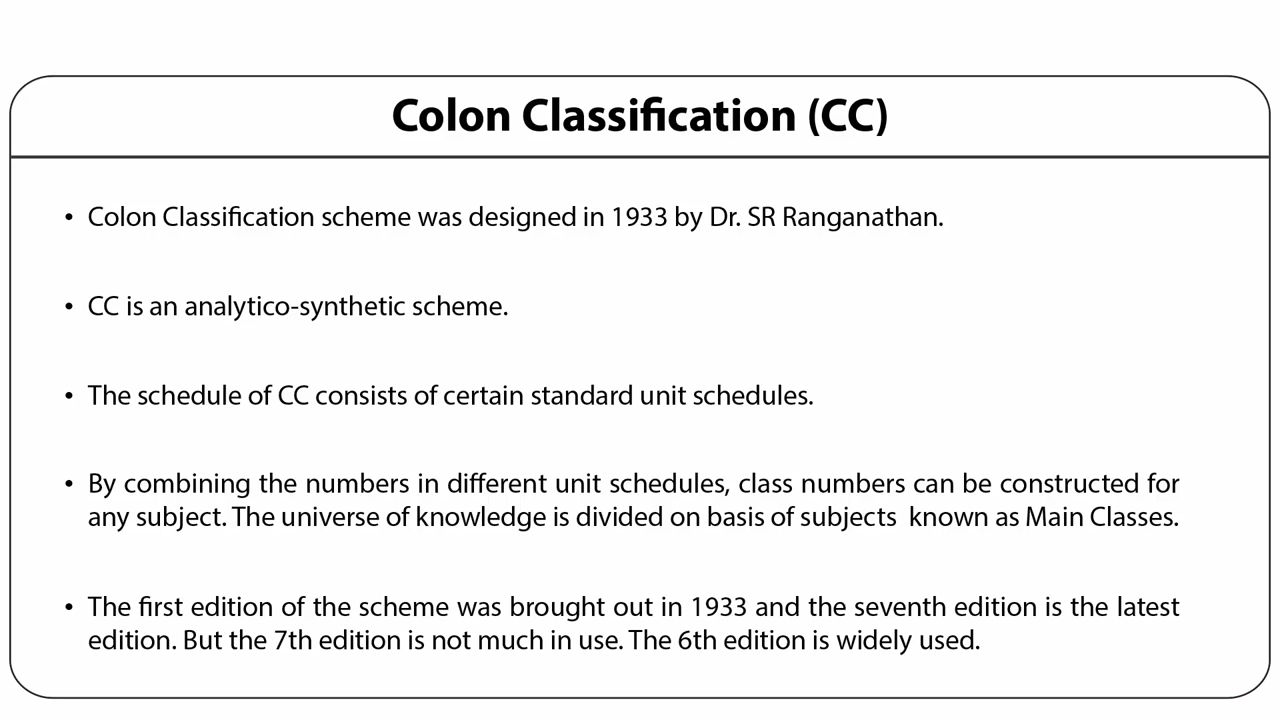 Colon Classification (CC)
• Colon Classification scheme was designed in 1933 by Dr. SR Ranganathan.
• CC is an analytico-synthetic scheme.
• The schedule of CC consists of certain standard unit schedules.
• By combining the numbers in different unit schedules, class numbers can be constructed for
any subject. The universe of knowledge is divided on basis of subjects known as Main Classes.
• The first edition of the scheme was brought out in 1933 and the seventh edition is the latest
edition. But the 7th edition is not much in use. The 6th edition is widely used.